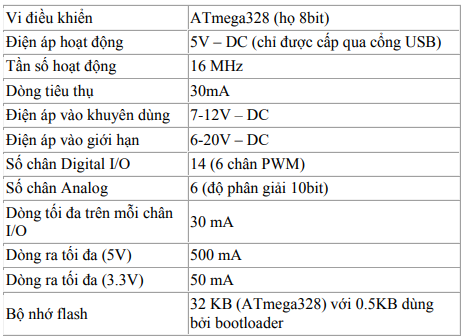 Vi điều khiển ATmega328 (họ 8bit)
Điện áp hoạt động 5V – DC (chỉ được cấp qua cổng USB)
Tần số hoạt động 16 MHz
Dòng tiêu thụ 30mA
Điện áp vào khuyên dùng 7-12V – DC
Điện áp vào giới hạn 6-20V – DC
Số chân Digital I/O 14 (6 chân PWM)
Số chân Analog 6 (độ phân giải 10bit)
Dòng tối đa trên mỗi chân
I/O 30 mA
Dòng ra tối đa (5V) 500 mA
Dòng ra tối đa (3.3V) 50 mA
Bộ nhớ flash 32 KB (ATmega328) với 0.5KB dùng
bởi bootloader